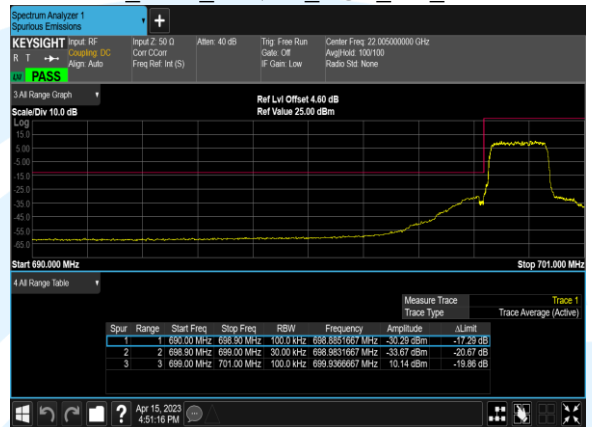 Spectrum Analyzer 1
Spurious Emissions
+
KEYSIGHT Input: RF Input Z: 50 Ω Atten: 40 dB Trig: Free Run Center Freq: 22.005000000 GHz
R T Coupling: DC Corr CCorr Gate: Off Avg|Hold: 100/100
Align: Auto Freq Ref: Int (S) IF Gain: Low Radio Std: None
PASS
3 All Range Graph
Ref Lvl Offset 4.60 dB
Scale/Div 10.0 dB Ref Value 25.00 dBm
Log
15.0
5.00
-5.00
-15.0
-25.0
-35.0
-45.0
-55.0
-65.0
Start 690.000 MHz Stop 701.000 MHz
4 All Range Table
Measure Trace Trace 1
Trace Type Trace Average (Active)
Spur Range Start Freq Stop Freq RBW Frequency Amplitude ΔLimit
1 1 690.00 MHz 698.90 MHz 100.0 kHz 698.8851667 MHz -30.29 dBm -17.29 dB
2 2 698.90 MHz 699.00 MHz 30.00 kHz 698.9831667 MHz -33.67 dBm -20.67 dB
3 3 699.00 MHz 701.00 MHz 100.0 kHz 699.9366667 MHz 10.14 dBm -19.86 dB
? Apr 15, 2023
4:51:16 PM